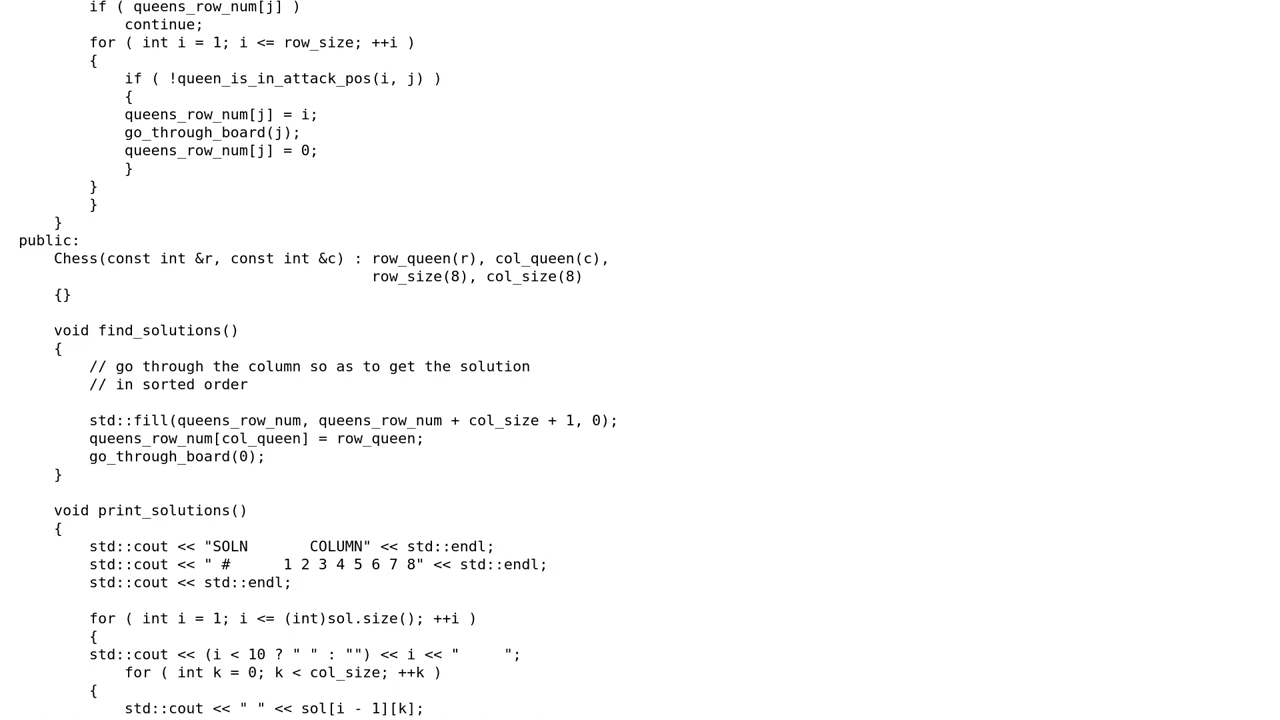 if ( queens_row_num[j] )
            continue;
        for ( int i = 1; i <= row_size; ++i )
        {
            if ( !queen_is_in_attack_pos(i, j) )
            {
            queens_row_num[j] = i;
            go_through_board(j);
            queens_row_num[j] = 0;
            }
        }
        }
    }
public:
    Chess(const int &r, const int &c) : row_queen(r), col_queen(c),
                                        row_size(8), col_size(8)
    {}

    void find_solutions()
    {
        // go through the column so as to get the solution
        // in sorted order

        std::fill(queens_row_num, queens_row_num + col_size + 1, 0);
        queens_row_num[col_queen] = row_queen;
        go_through_board(0);
    }

    void print_solutions()
    {
        std::cout << "SOLN       COLUMN" << std::endl;
        std::cout << " #      1 2 3 4 5 6 7 8" << std::endl;
        std::cout << std::endl;

        for ( int i = 1; i <= (int)sol.size(); ++i )
        {
        std::cout << (i < 10 ? " " : "") << i << "     ";
            for ( int k = 0; k < col_size; ++k )
        {
            std::cout << " " << sol[i - 1][k];